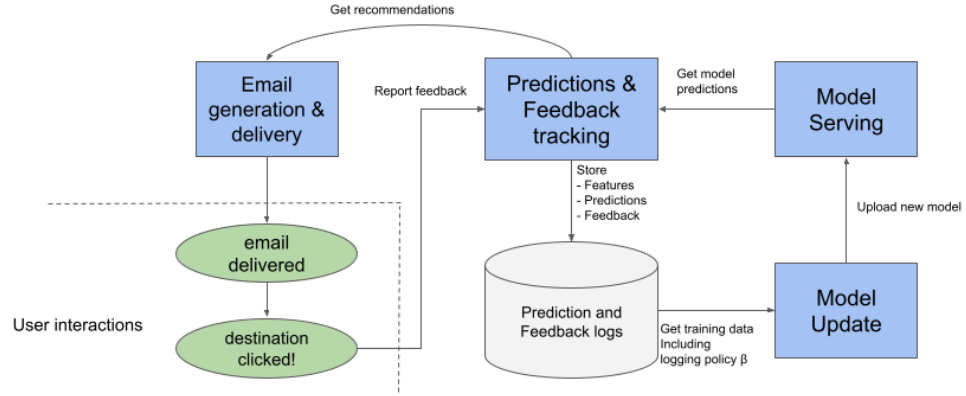 Get recommendations
Email
generation &
delivery
Report feedback
Predictions &
Feedback
tracking
Get model
predictions
Model
Serving
Store
- Features
- Predictions
- Feedback
Upload new model
email
delivered
User interactions
destination
clicked!
Prediction and
Feedback logs
Get training data
Including
logging policy β
Model
Update